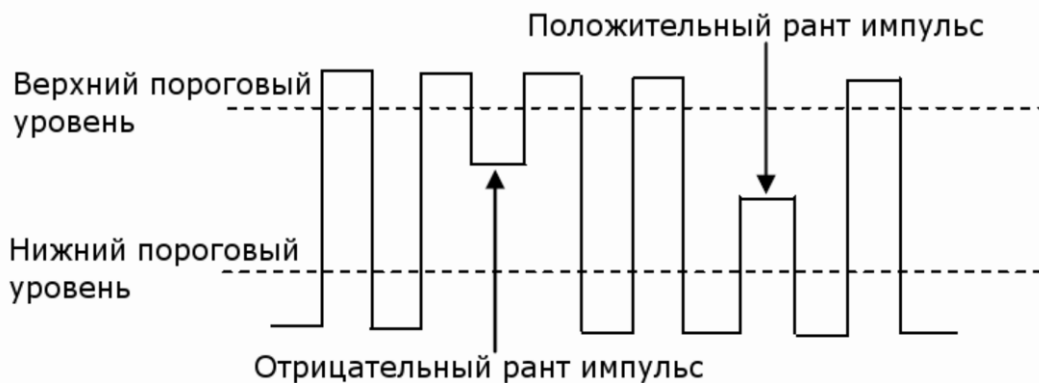 Положительный рант импульс
Верхний пороговый
уровень
Нижний пороговый
уровень
Отрицательный рант импульс